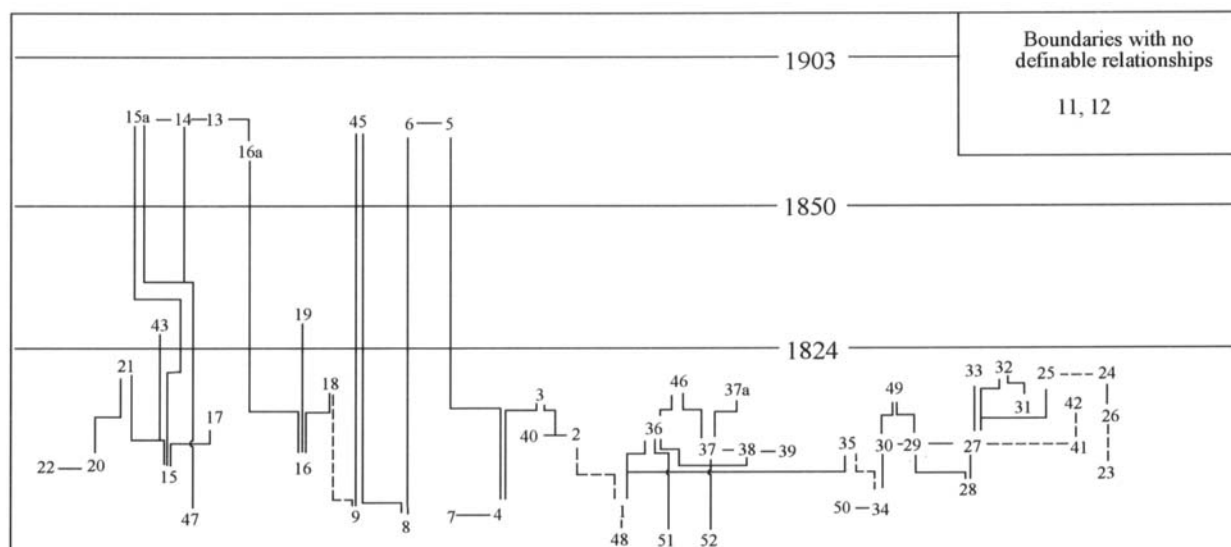 Boundaries with no
definable relationships
11, 12
1903
15a 14 13 45 6 5
16a
1850
19
43
1824
21 18 3 46 37a 49 33 32 25 24
17 40 2 36 31 42 26
22 20 15 16 37 38 39 35 30 29 27 41 23
47 9 8 7 4 48 51 52 50 34 28